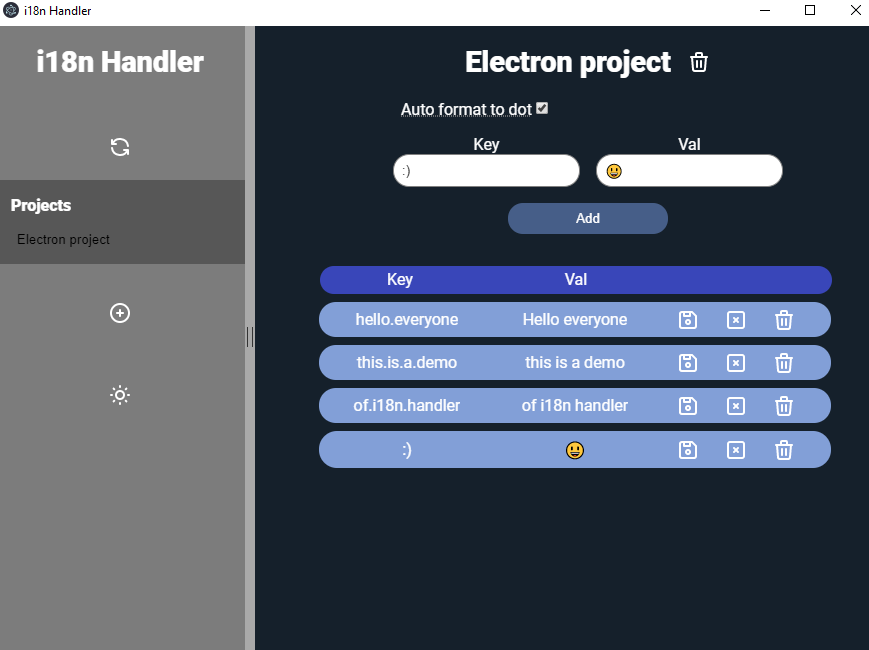 i18n Handler
i18n Handler
Projects
Electron project
Electron project
Auto format to dot
Key Val
:) 😃
Add
Key Val
hello.everyone Hello everyone
this.is.a.demo this is a demo
of.i18n.handler of i18n handler
:) 😃